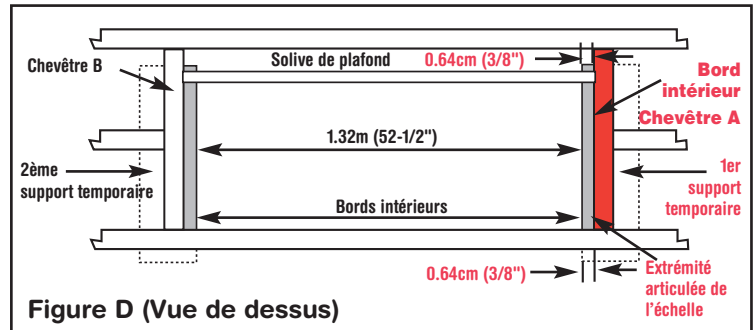 Solive de plafond
0.64cm (3/8")
Chevêtre B
Bord
intérieur
Chevêtre A
1.32m (52-1/2")
2ème
support temporaire
1er
support
temporaire
Bords intérieurs
0.64cm (3/8")
Extrémité
articulée de
l'échelle
Figure D (Vue de dessus)